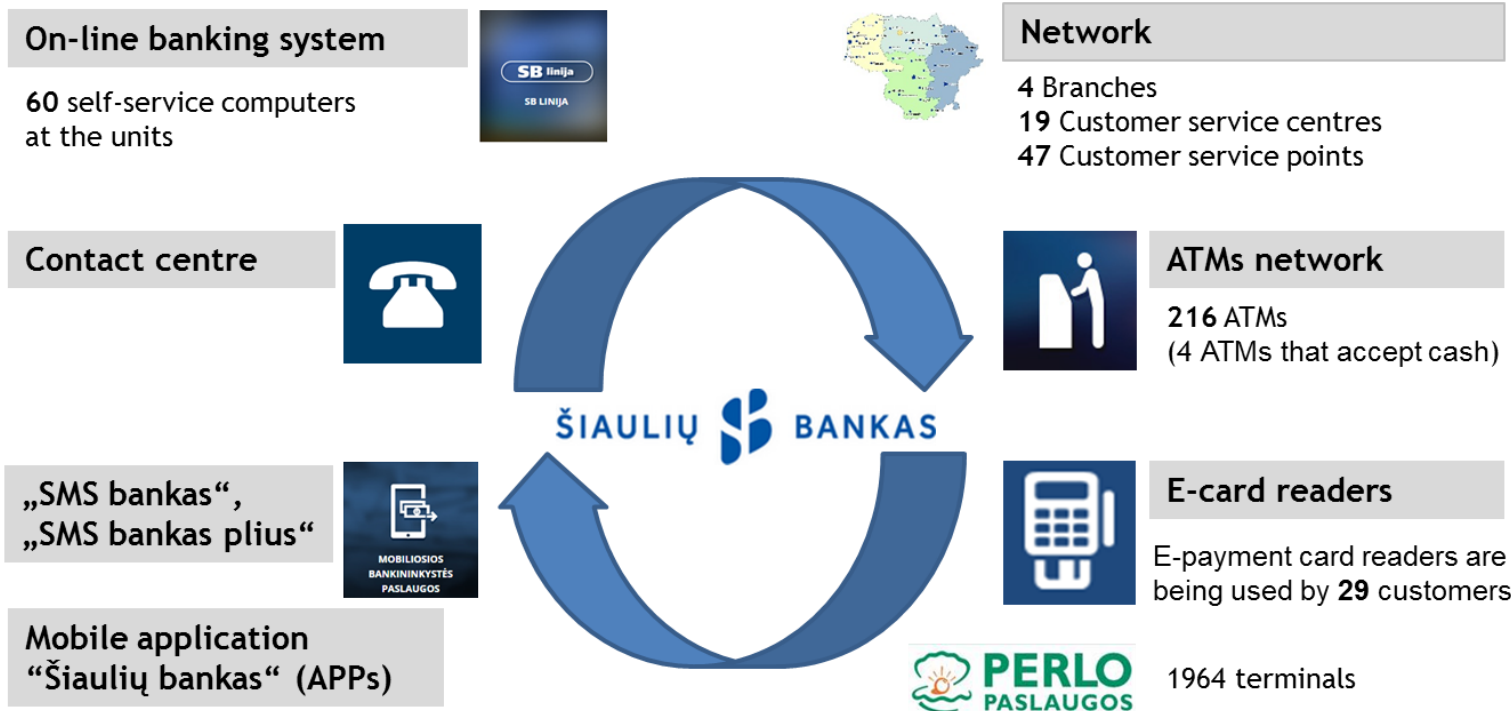 On-line banking system
60 self-service computers
at the units
SB linija
SB LINIJA
Network
4 Branches
19 Customer service centres
47 Customer service points
Contact centre
ATMs network
216 ATMs
(4 ATMs that accept cash)
ŠIAULIŲ BANKAS
„SMS bankas“,
„SMS bankas plius“
MOBILIOSIOS
BANKININKYSTĖS
PASLAUGOS
E-card readers
E-payment card readers are
being used by 29 customers
Mobile application
“Šiaulių bankas“ (APPs)
PERLO
PASLAUGOS
1964 terminals